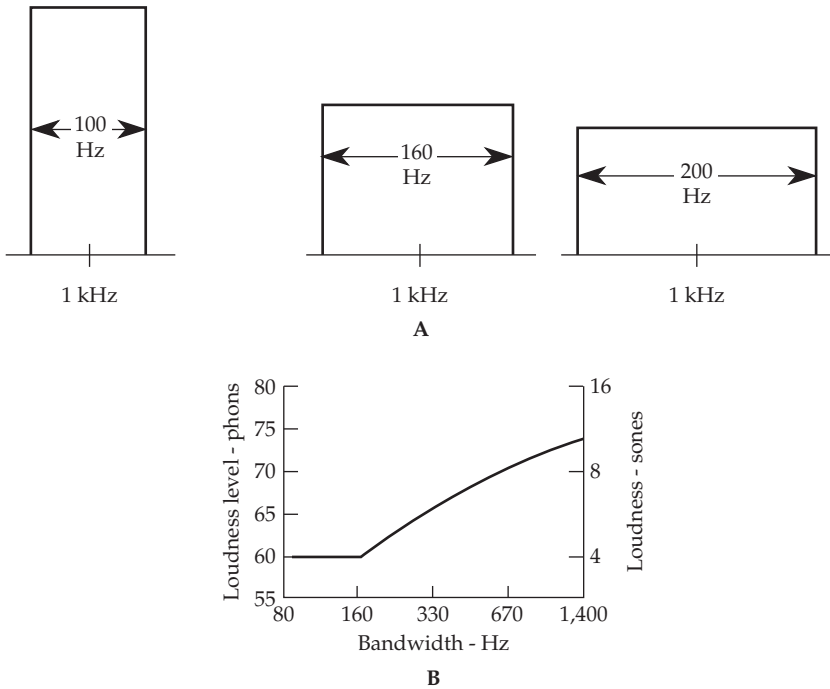 100
Hz
1 kHz
160
Hz
1 kHz
200
Hz
1 kHz
A
Loudness level - phons
80
75
70
65
60
55
80
160
330
670
1,400
Bandwidth - Hz
16
8
4
Loudness - sones
B